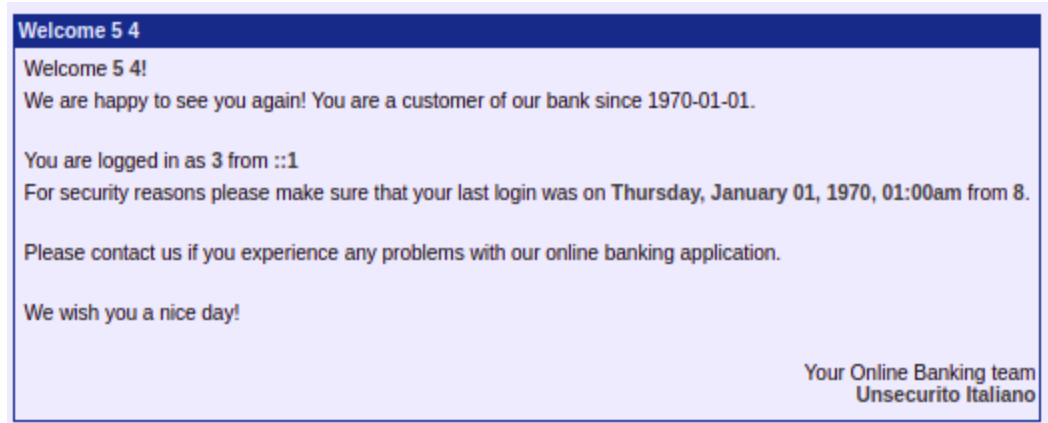 Welcome 5 4
Welcome 5 4!
We are happy to see you again! You are a customer of our bank since 1970-01-01.
You are logged in as 3 from ::1
For security reasons please make sure that your last login was on Thursday, January 01, 1970, 01:00am from 8.
Please contact us if you experience any problems with our online banking application.
We wish you a nice day!
Your Online Banking team
Unsecurito Italiano